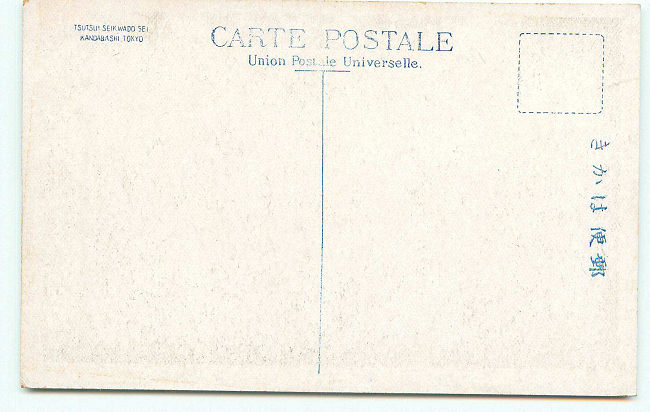 TSUTSUI SEIKWADO SEI
KANDABASHI, TOKYO
CARTE POSTALE
Union Postale Universelle.
郵便はかき